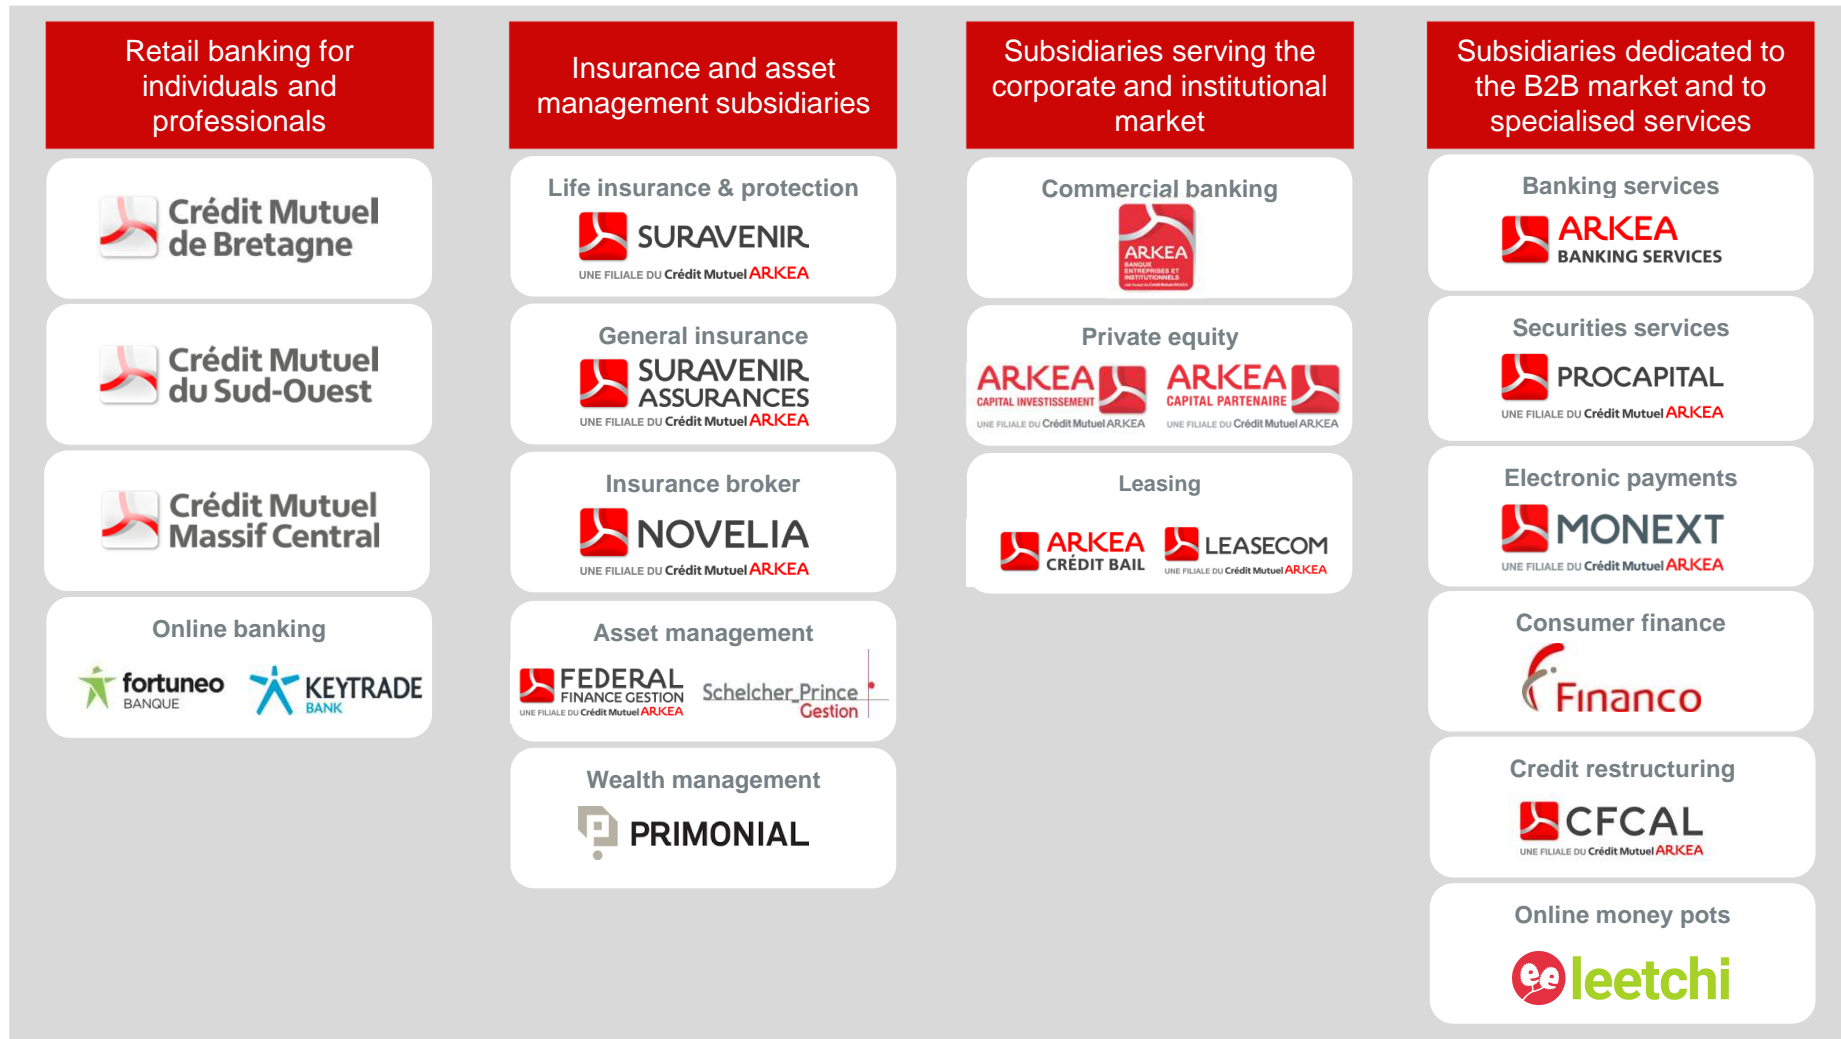 Retail banking for
individuals and
professionals
Crédit Mutuel
de Bretagne
Crédit Mutuel
du Sud-Ouest
Crédit Mutuel
Massif Central
Online banking
fortuneo
BANQUE
KEYTRADE
BANK
Insurance and asset
management subsidiaries
Life insurance & protection
SURAVENIR
UNE FILIALE DU Crédit Mutuel ARKEA
General insurance
SURAVENIR
ASSURANCES
UNE FILIALE DU Crédit Mutuel ARKEA
Insurance broker
NOVELIA
UNE FILIALE DU Crédit Mutuel ARKEA
Asset management
FEDERAL
FINANCE GESTION
UNE FILIALE DU Crédit Mutuel ARKEA
Schelcher_Prince
Gestion
Wealth management
PRIMONIAL
Subsidiaries serving the
corporate and institutional
market
Commercial banking
ARKEA
BANQUE
ENTREPRISES ET
INSTITUTIONNELS
Private equity
ARKEA
CAPITAL INVESTISSEMENT
UNE FILIALE DU Crédit Mutuel ARKEA
ARKEA
CAPITAL PARTENAIRE
UNE FILIALE DU Crédit Mutuel ARKEA
Leasing
ARKEA
CRÉDIT BAIL
LEASECOM
UNE FILIALE DU Crédit Mutuel ARKEA
Subsidiaries dedicated to
the B2B market and to
specialised services
Banking services
ARKEA
BANKING SERVICES
Securities services
PROCAPITAL
UNE FILIALE DU Crédit Mutuel ARKEA
Electronic payments
MONEXT
UNE FILIALE DU Crédit Mutuel ARKEA
Consumer finance
Financo
Credit restructuring
CFCAL
UNE FILIALE DU Crédit Mutuel ARKEA
Online money pots
leetchi